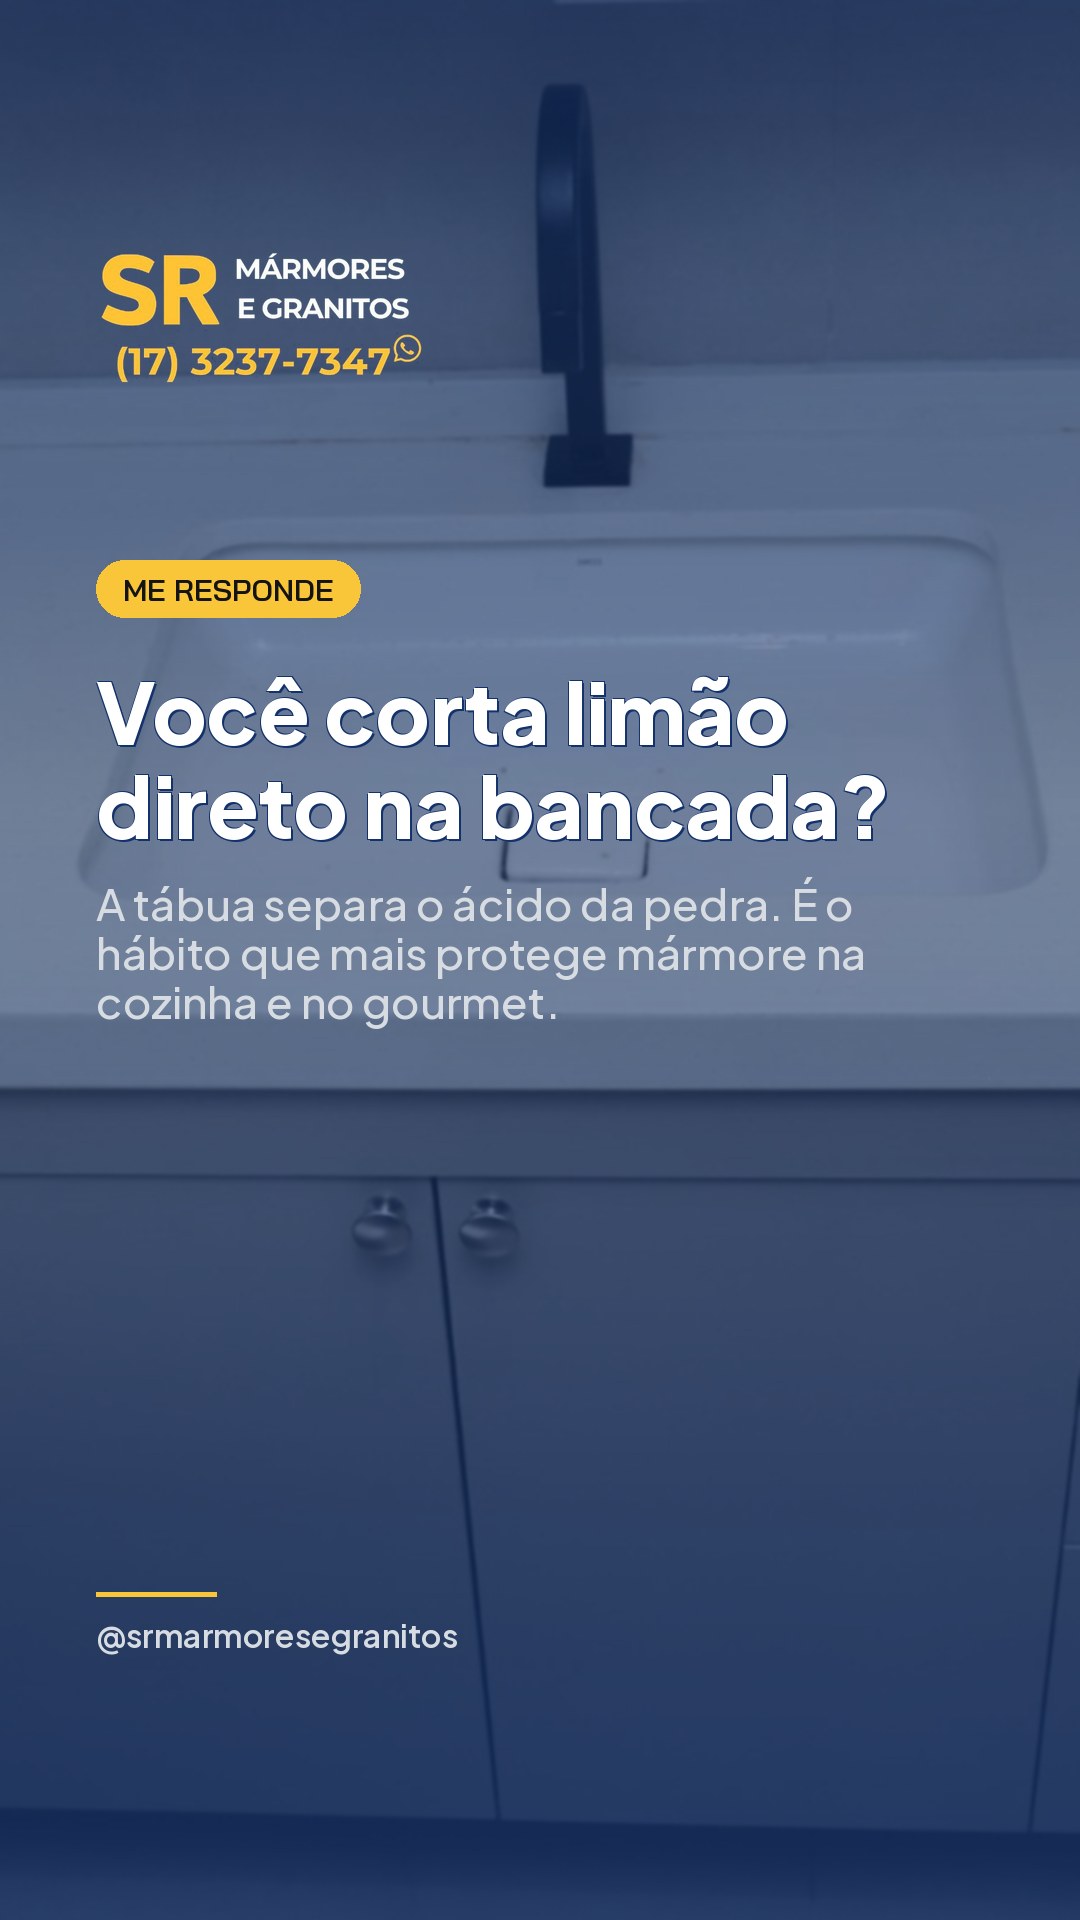 SR MÁRMORES
E GRANITOS
(17) 3237-7347
ME RESPONDE
Você corta limão
direto na bancada?
A tábua separa o ácido da pedra. É o
hábito que mais protege mármore na
cozinha e no gourmet.
@srmarmoresegranitos